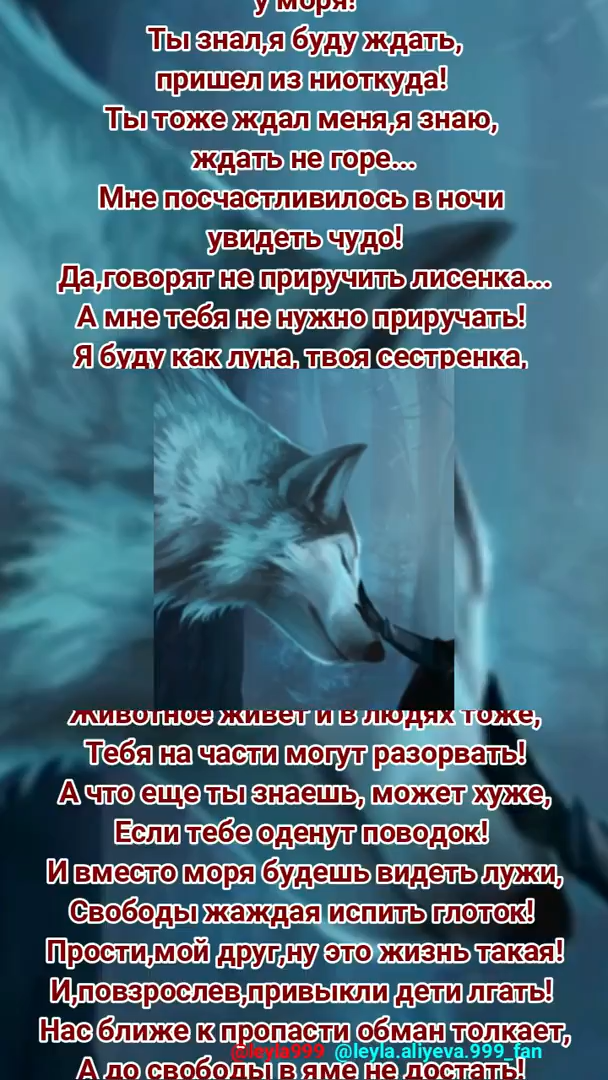 у моря!
Ты знал,я буду ждать,
пришел из ниоткуда!
Ты тоже ждал меня,я знаю,
ждать не горе...
Мне посчастливилось в ночи
увидеть чудо!
Да,говорят не приручить лисенка...
А мне тебя не нужно приручать!
Я буду как луна, твоя сестренка,
Животное живет и в людях тоже,
Тебя на части могут разорвать!
А что еще ты знаешь, может хуже,
Если тебе оденут поводок!
И вместо моря будешь видеть лужи,
Свободы жаждая испить глоток!
Прости,мой друг,ну это жизнь такая!
И,повзрослев,привыкли дети лгать!
Нас ближе к пропасти обман толкает,
@leyla999 @leyla.aliyeva.999_fan
А до свободы в яме не достать!